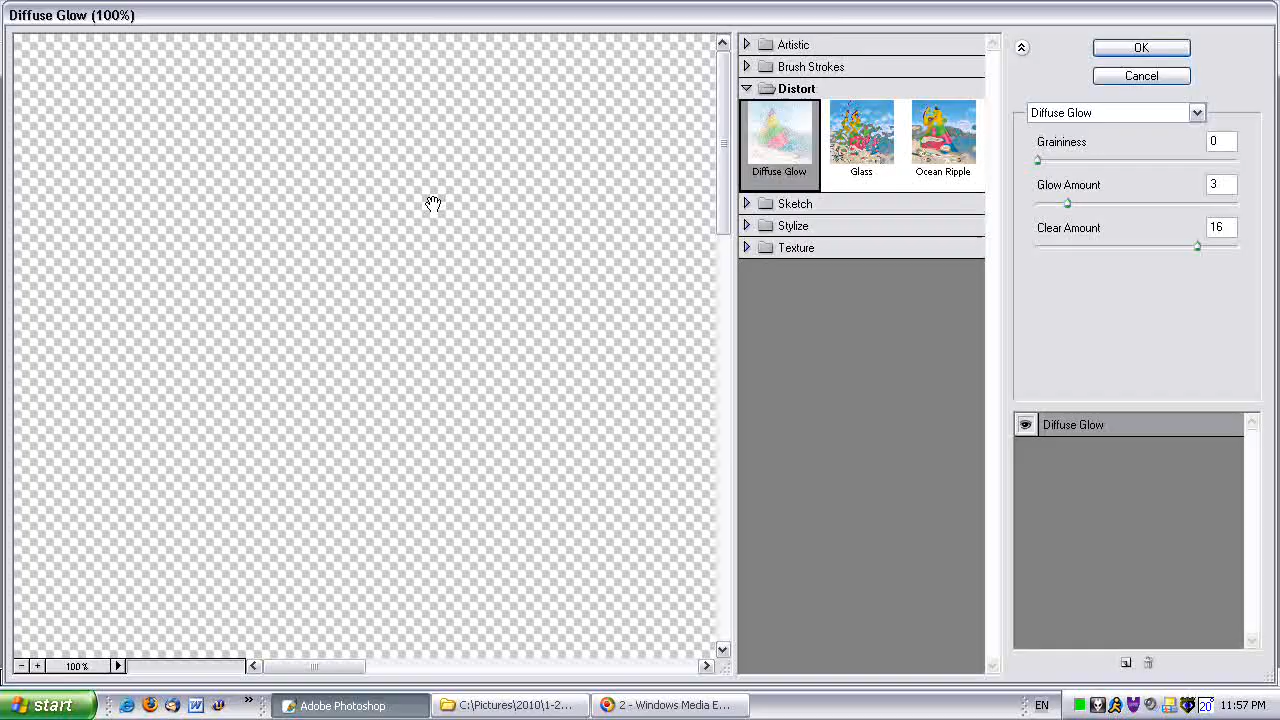 Diffuse Glow (100%)
Artistic
Brush Strokes
Distort
Diffuse Glow
Glass
Ocean Ripple
Sketch
Stylize
Texture
OK
Cancel
Diffuse Glow
Graininess 0
Glow Amount 3
Clear Amount 16
Diffuse Glow
100%
start
Adobe Photoshop
C:\Pictures\2010\1-2...
2 - Windows Media E...
EN
20
11:57 PM